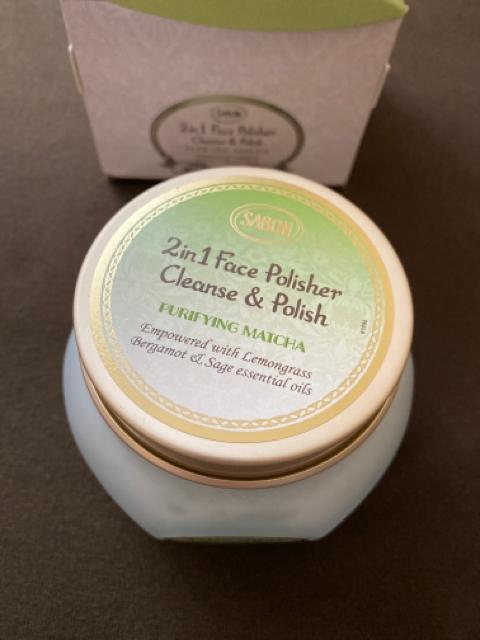 SABON
2in1 Face Polisher
Cleanse & Polish
SABON
2in1 Face Polisher
Cleanse & Polish
PURIFYING MATCHA
Empowered with Lemongrass
Bergamot & Sage essential oils